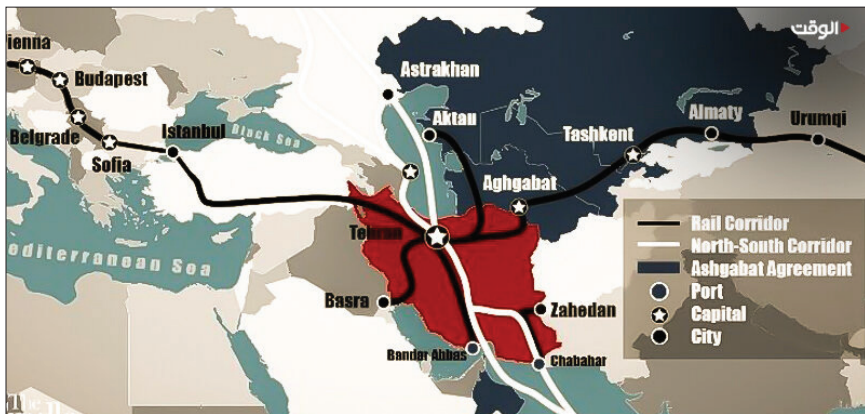 الوقت
ienna
Budapest
Belgrade
Sofia
Istanbul
Black Sea
Astrakhan
Aktau
Tashkent
Almaty
Urumqi
Aghgabat
Tehran
editerranean Sea
Basra
Zahedan
Bandar Abbas
Chabahar
Rail Corridor
North-South Corridor
Ashgabat Agreement
Port
Capital
City